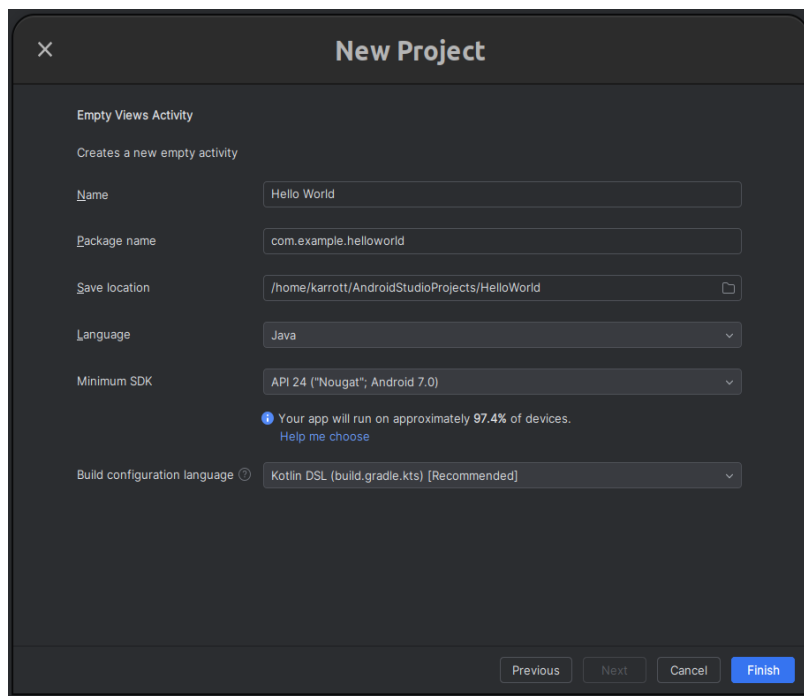 New Project
Empty Views Activity
Creates a new empty activity
Name Hello World
Package name com.example.helloworld
Save location /home/karrott/AndroidStudioProjects/HelloWorld
Language Java
Minimum SDK API 24 ("Nougat"; Android 7.0)
Your app will run on approximately 97.4% of devices.
Help me choose
Build configuration language Kotlin DSL (build.gradle.kts) [Recommended]
Previous Next Cancel Finish